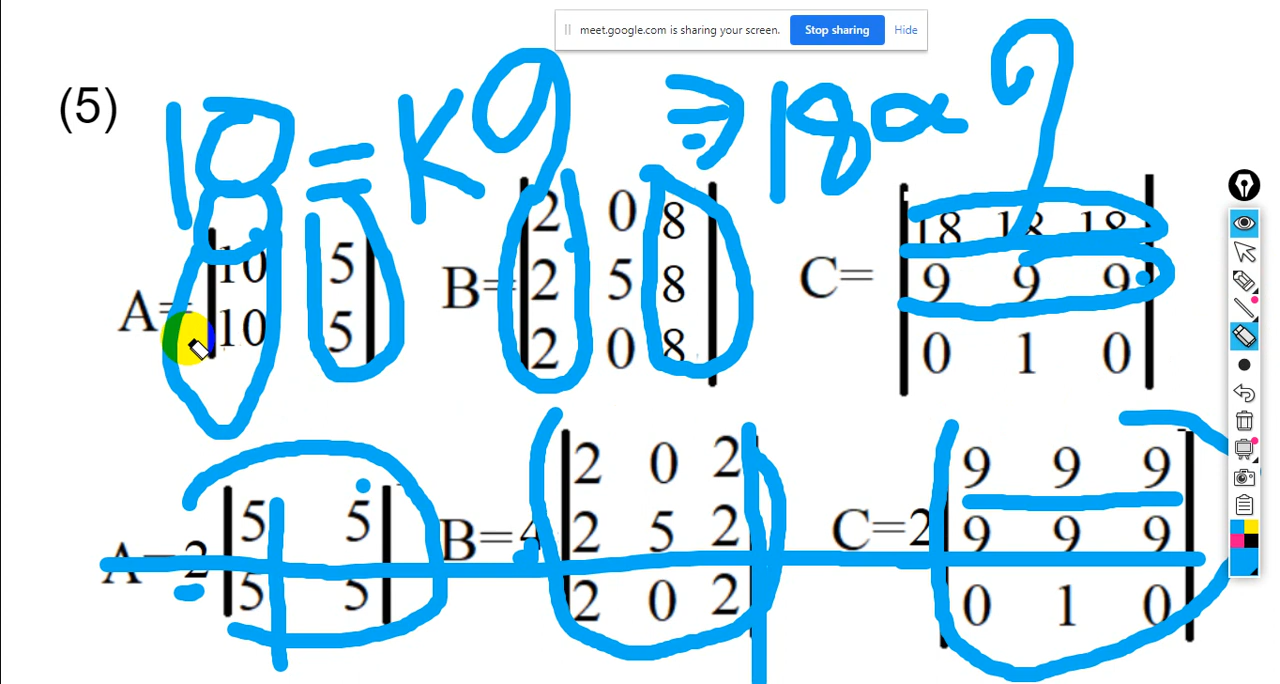 meet.google.com is sharing your screen. Stop sharing Hide
(5) 18 = K9 ⇒ 18 α 9
A= |10 5| B= |2 0 8| C= |18 18 18|
|10 5| |2 5 8| |9 9 9|
|2 0 8| |0 1 0|
A=2 |5 5| B=4 |2 0 2| C=2 |9 9 9|
|5 5| |2 5 2| |9 9 9|
|2 0 2| |0 1 0|